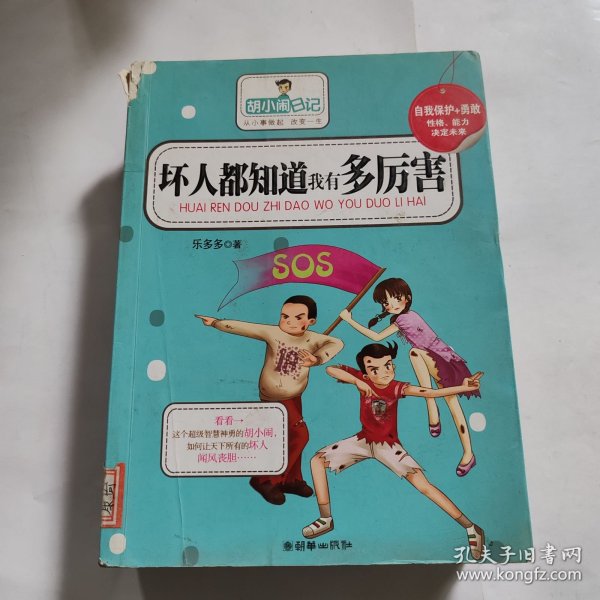 胡小闹日记
从小事做起 改变一生
自我保护+勇敢
性格、能力
决定未来
坏人都知道我有多厉害
HUAI REN DOU ZHI DAO WO YOU DUO LI HAI
乐多多◎著
SOS
看看→
这个超级智慧神勇的胡小闹,
如何让天下所有的坏人
闻风丧胆……
朝华出版社
孔夫子旧书网
www.kongfz.com